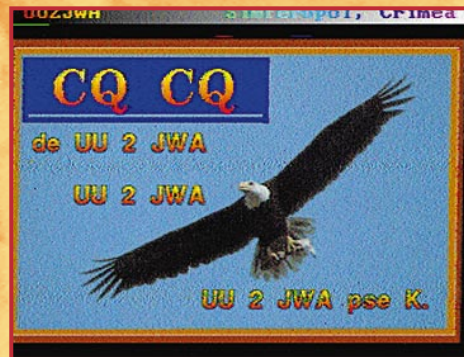 UU2JWA Simferopol, Crimea
CQ CQ
de UU 2 JWA
UU 2 JWA
UU 2 JWA pse K.